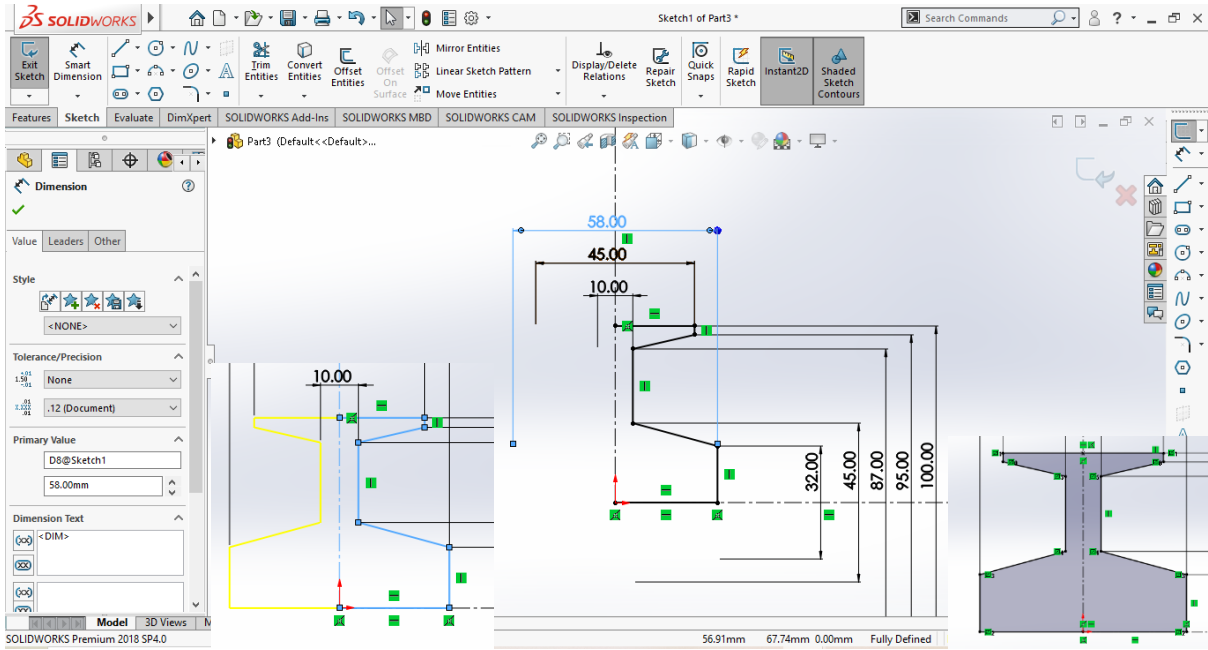 SOLIDWORKS
Sketch1 of Part3 *
Search Commands
?
Exit Sketch
Smart Dimension
Trim Entities
Convert Entities
Offset Entities
Offset On Surface
Mirror Entities
Linear Sketch Pattern
Move Entities
Display/Delete Relations
Repair Sketch
Quick Snaps
Rapid Sketch
Instant2D
Shaded Sketch Contours
Features Sketch Evaluate DimXpert SOLIDWORKS Add-Ins SOLIDWORKS MBD SOLIDWORKS CAM SOLIDWORKS Inspection
Part3 (Default<<Default>...
Dimension
Value Leaders Other
Style
<NONE>
Tolerance/Precision
None
.12 (Document)
Primary Value
D8@Sketch1
58.00mm
Dimension Text
<DIM>
58.00
45.00
10.00
10.00
32.00
45.00
87.00
95.00
100.00
Model 3D Views M
SOLIDWORKS Premium 2018 SP4.0
56.91mm 67.74mm 0.00mm Fully Defined